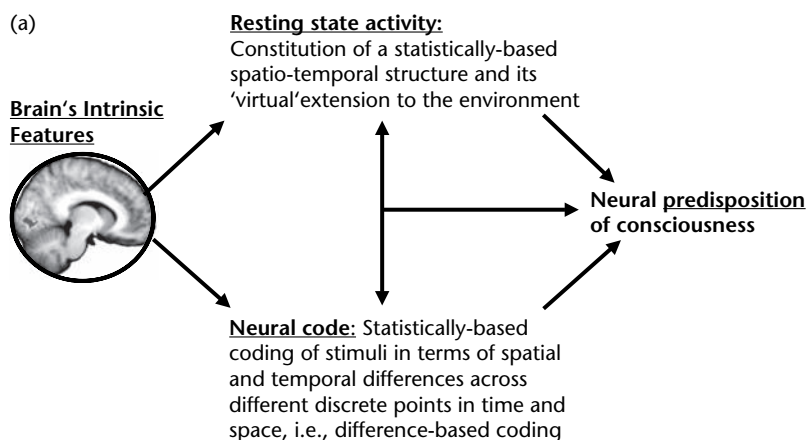 (a)
Resting state activity:
Constitution of a statistically-based
spatio-temporal structure and its
‘virtual‘extension to the environment
Brain‘s Intrinsic
Features
Neural predisposition
of consciousness
Neural code: Statistically-based
coding of stimuli in terms of spatial
and temporal differences across
different discrete points in time and
space, i.e., difference-based coding